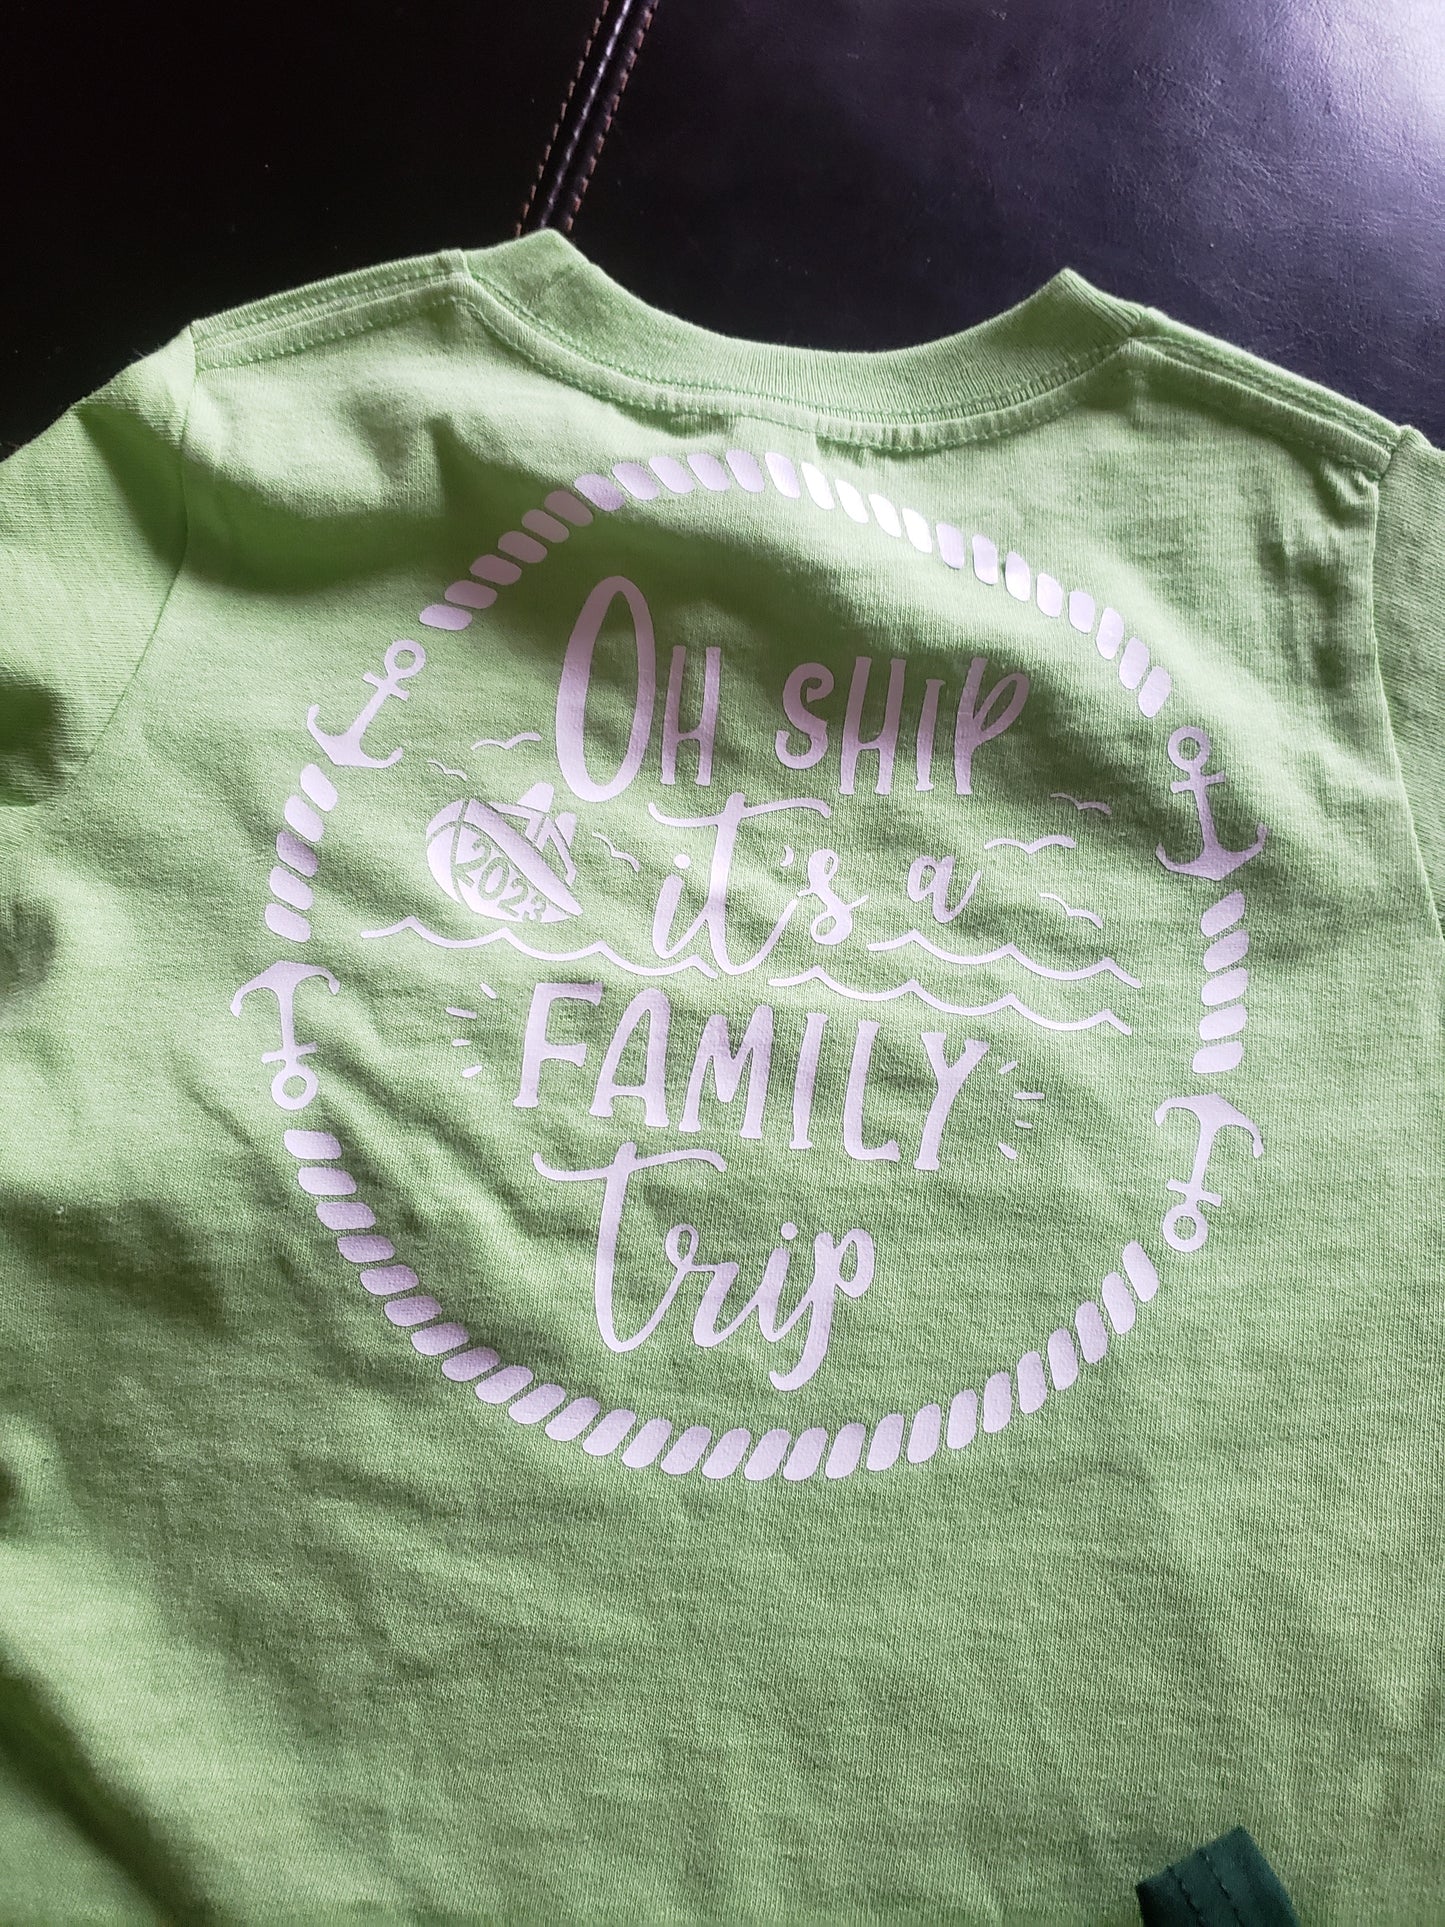 OH SHIP
2023
it's a
FAMILY
trip